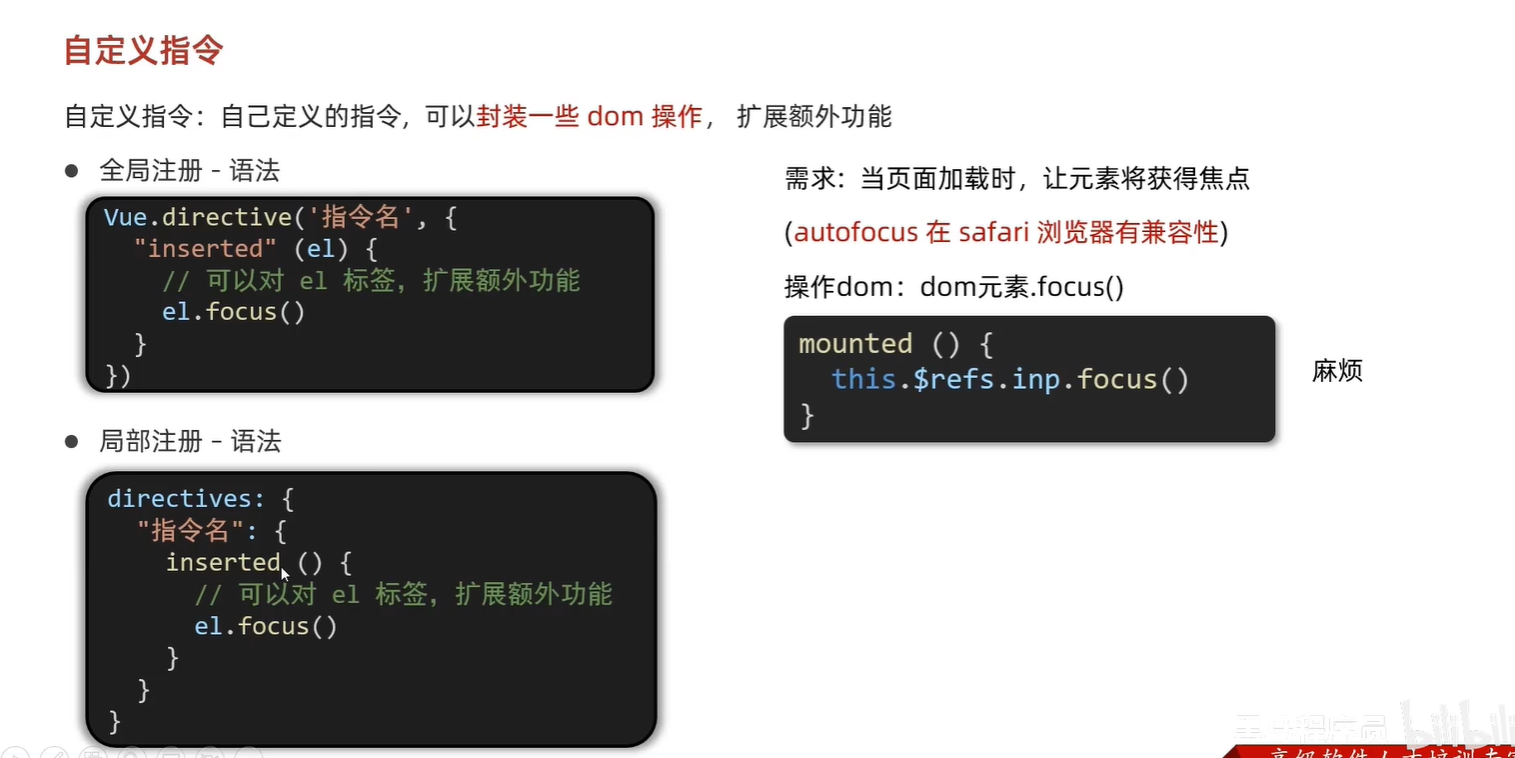 自定义指令
自定义指令：自己定义的指令，可以封装一些 dom 操作， 扩展额外功能
● 全局注册 - 语法
Vue.directive('指令名', {
"inserted" (el) {
// 可以对 el 标签，扩展额外功能
el.focus()
}
})
● 局部注册 – 语法
directives: {
"指令名": {
inserted () {
// 可以对 el 标签，扩展额外功能
el.focus()
}
}
}
需求：当页面加载时，让元素将获得焦点
(autofocus 在 safari 浏览器有兼容性)
操作dom：dom元素.focus()
mounted () {
this.$refs.inp.focus()
}
麻烦
程序员
bilibili